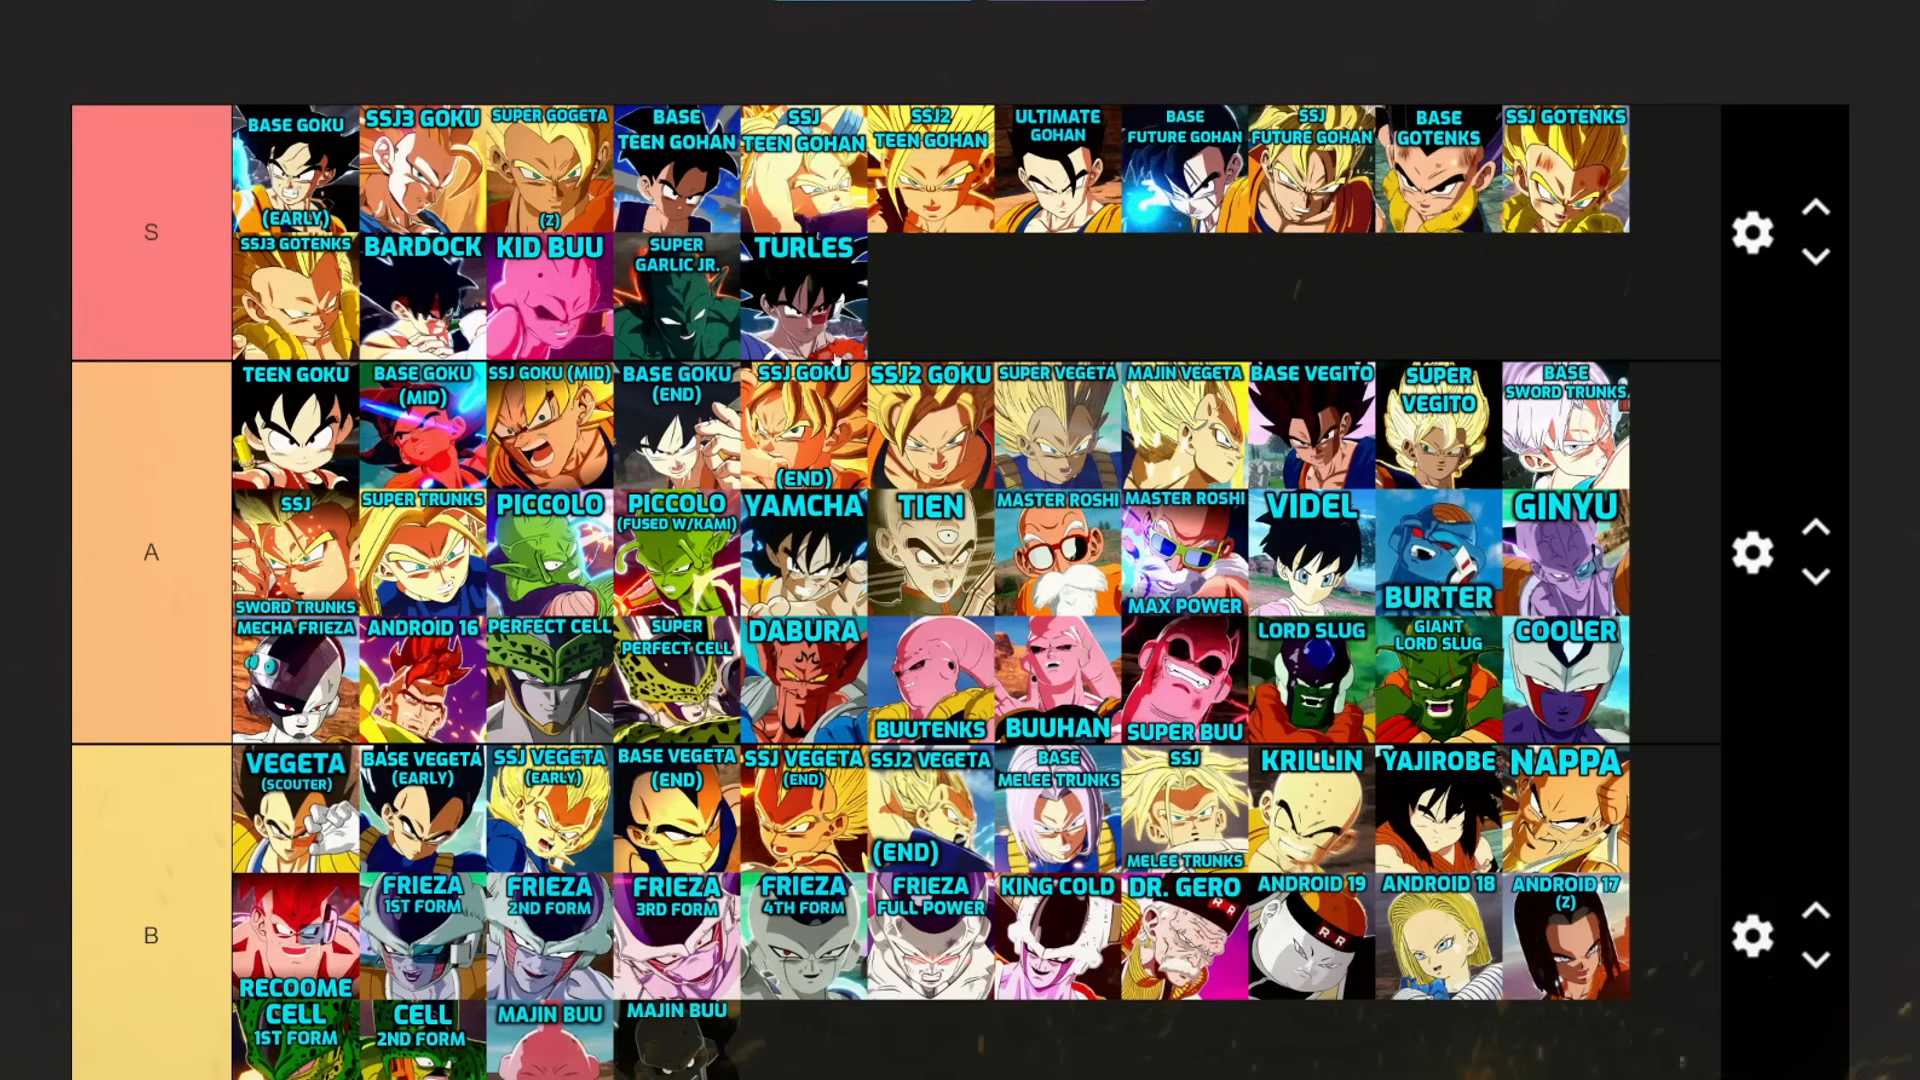 S
BASE GOKU
(EARLY)
SSJ3 GOKU
SUPER GOGETA
(Z)
BASE
TEEN GOHAN
SSJ
TEEN GOHAN
SSJ2
TEEN GOHAN
ULTIMATE
GOHAN
BASE
FUTURE GOHAN
SSJ
FUTURE GOHAN
BASE
GOTENKS
SSJ GOTENKS
SSJ3 GOTENKS
BARDOCK
KID BUU
SUPER
GARLIC JR.
TURLES
A
TEEN GOKU
BASE GOKU
(MID)
SSJ GOKU (MID)
BASE GOKU
(END)
SSJ GOKU
(END)
SSJ2 GOKU
SUPER VEGETA
MAJIN VEGETA
BASE VEGITO
SUPER
VEGITO
BASE
SWORD TRUNKS
SSJ
SWORD TRUNKS
SUPER TRUNKS
PICCOLO
PICCOLO
(FUSED W/KAMI)
YAMCHA
TIEN
MASTER ROSHI
MASTER ROSHI
MAX POWER
VIDEL
BURTER
GINYU
MECHA FRIEZA
ANDROID 16
PERFECT CELL
SUPER
PERFECT CELL
DABURA
BUUTENKS
BUUHAN
SUPER BUU
LORD SLUG
GIANT
LORD SLUG
COOLER
B
VEGETA
(SCOUTER)
BASE VEGETA
(EARLY)
SSJ VEGETA
(EARLY)
BASE VEGETA
(END)
SSJ VEGETA
(END)
SSJ2 VEGETA
(END)
BASE
MELEE TRUNKS
SSJ
MELEE TRUNKS
KRILLIN
YAJIROBE
NAPPA
RECOOME
FRIEZA
1ST FORM
FRIEZA
2ND FORM
FRIEZA
3RD FORM
FRIEZA
4TH FORM
FRIEZA
FULL POWER
KING COLD
DR. GERO
RR
ANDROID 19
RR
ANDROID 18
ANDROID 17
(Z)
CELL
1ST FORM
CELL
2ND FORM
MAJIN BUU
MAJIN BUU